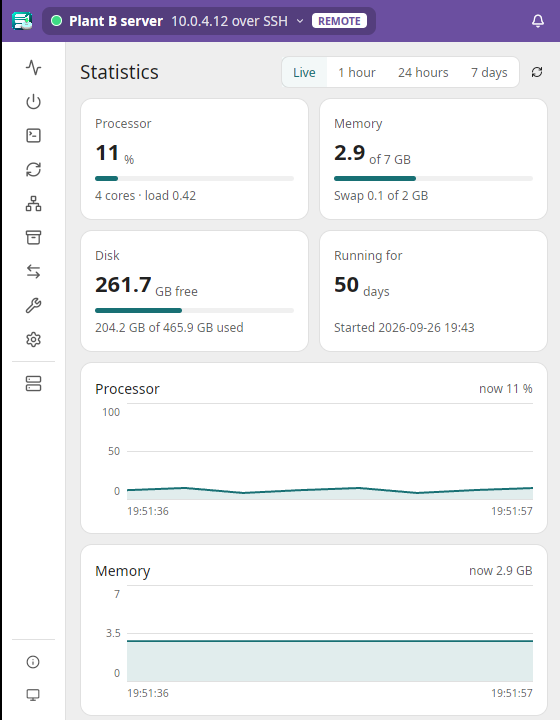 Plant B server 10.0.4.12 over SSH REMOTE
Statistics
Live 1 hour 24 hours 7 days
Processor
11 %
4 cores · load 0.42
Memory
2.9 of 7 GB
Swap 0.1 of 2 GB
Disk
261.7 GB free
204.2 GB of 465.9 GB used
Running for
50 days
Started 2026-09-26 19:43
Processor now 11 %
100
50
0
19:51:36 19:51:57
Memory now 2.9 GB
7
3.5
0
19:51:36 19:51:57